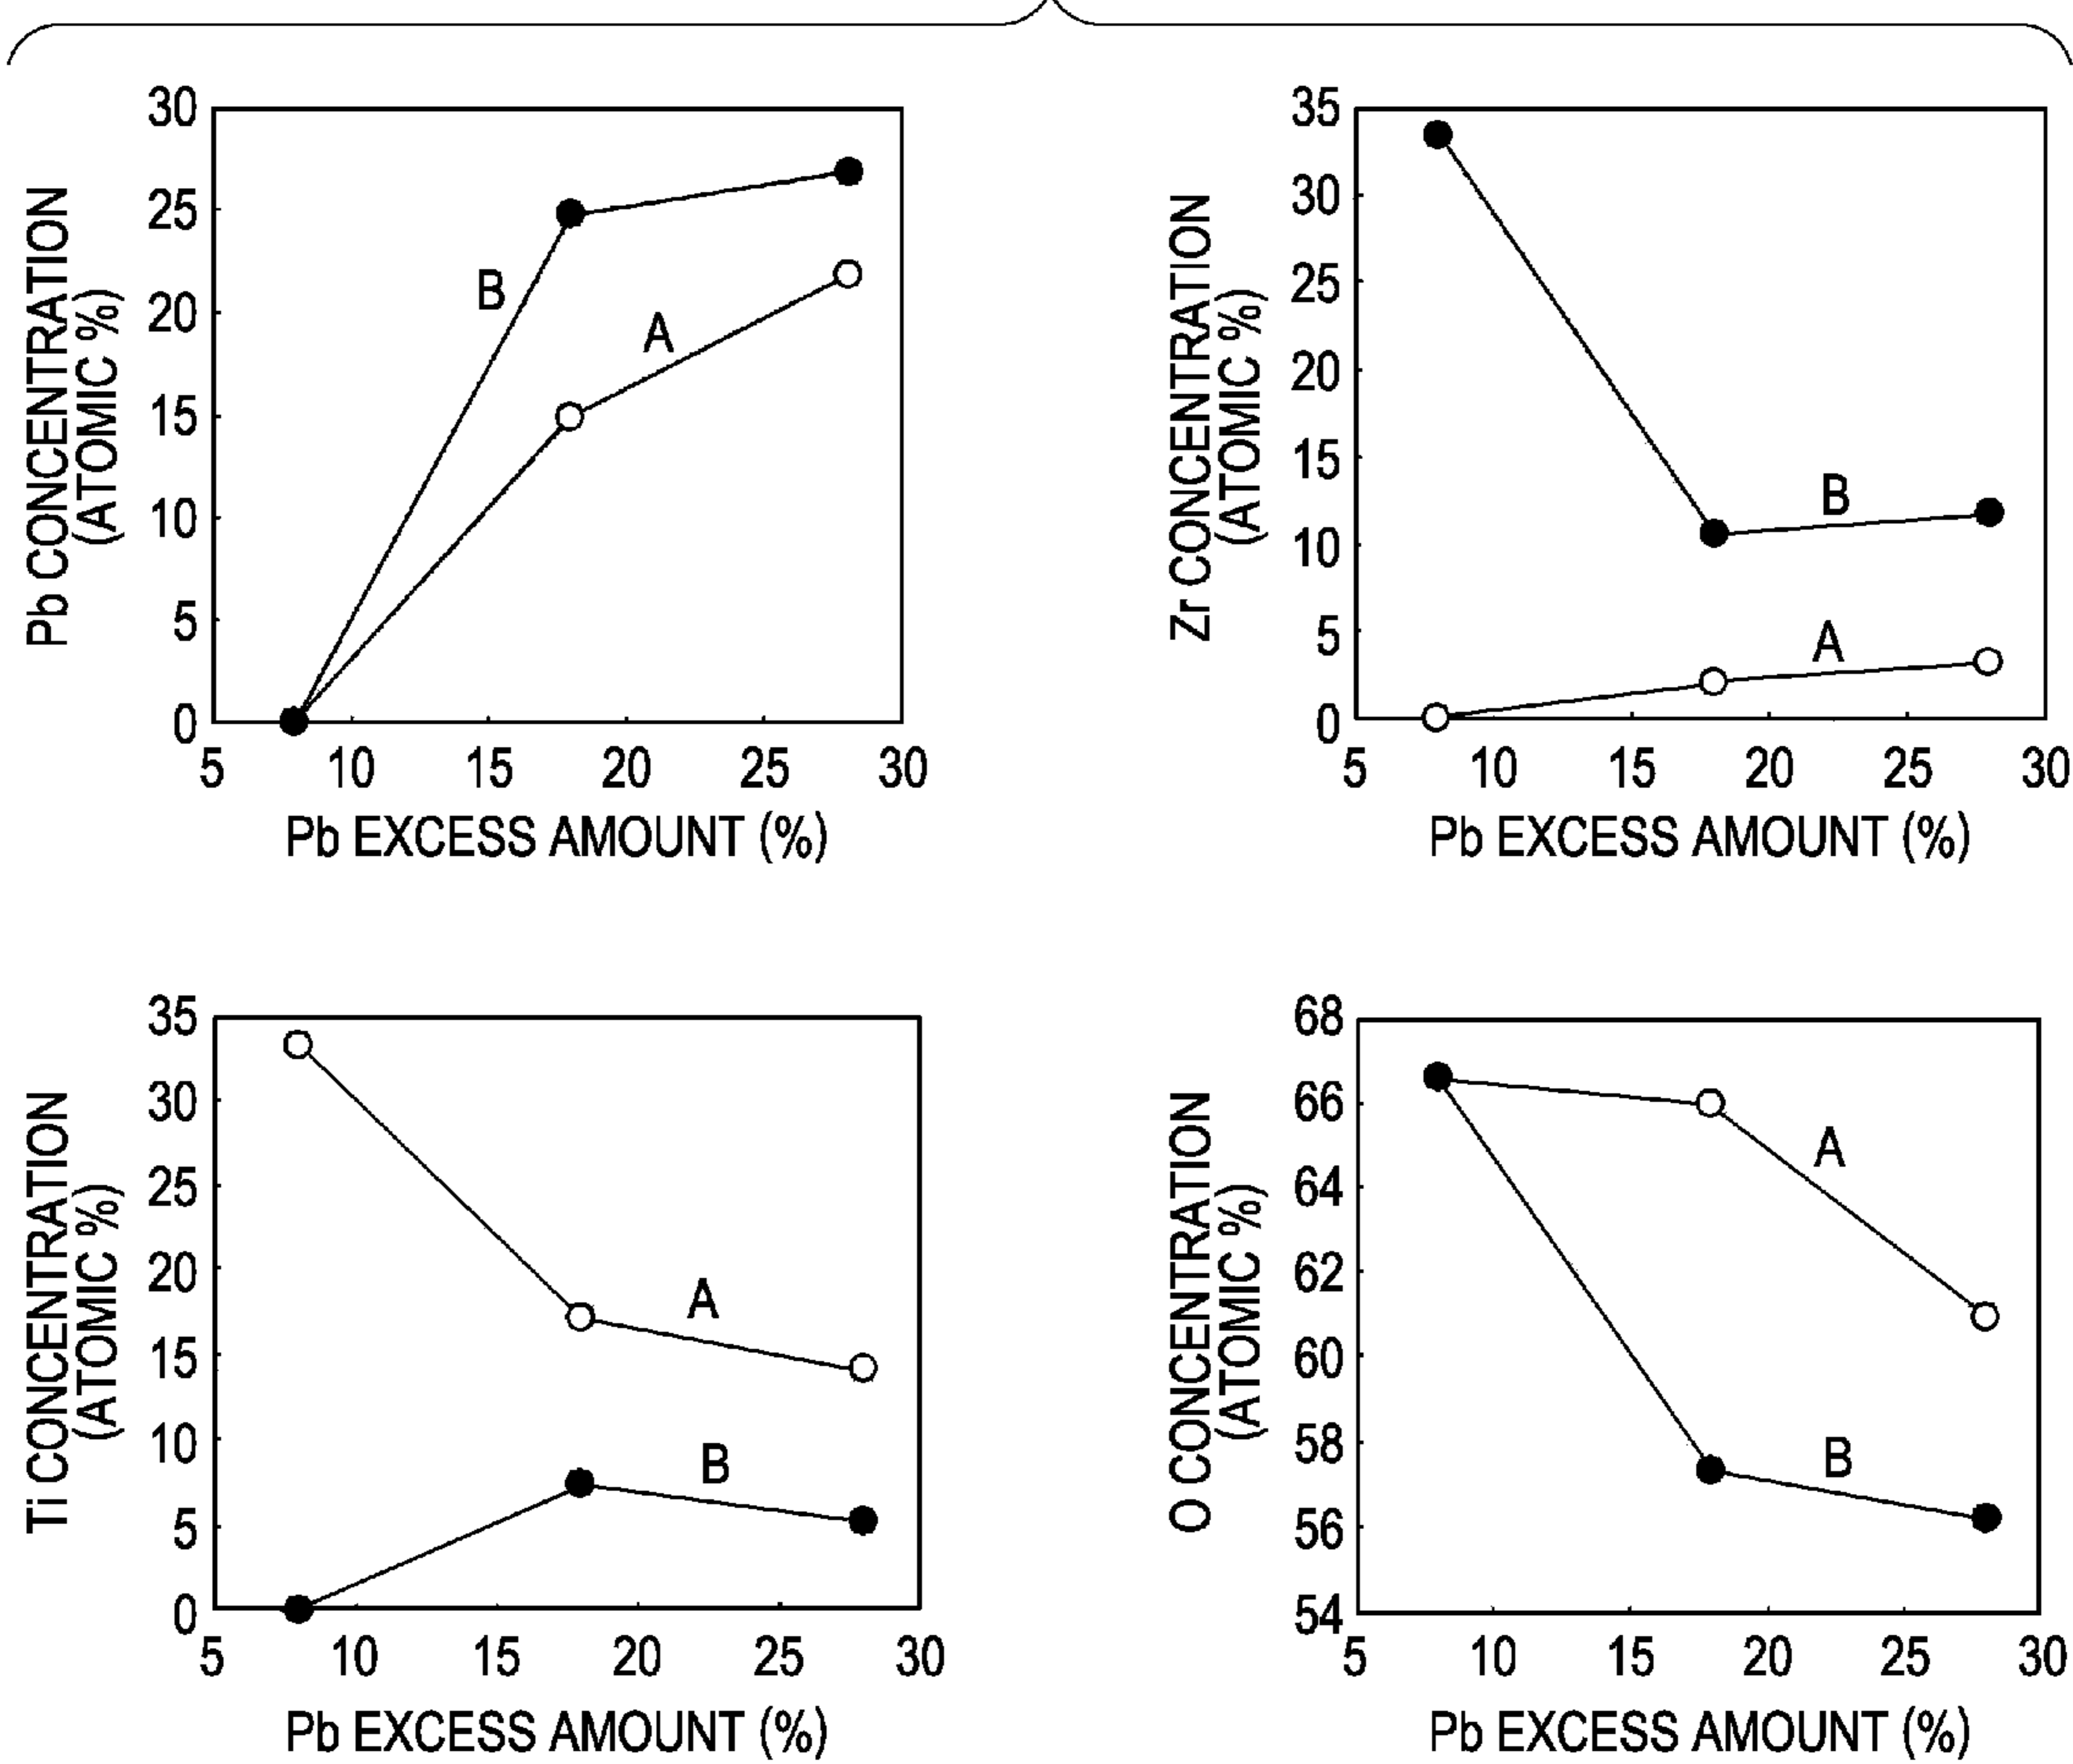 Pb CONCENTRATION
(ATOMIC %)
30
25
20
15
10
5
0
B
A
5 10 15 20 25 30
Pb EXCESS AMOUNT (%)
Zr CONCENTRATION
(ATOMIC %)
35
30
25
20
15
10
5
0
B
A
5 10 15 20 25 30
Pb EXCESS AMOUNT (%)
Ti CONCENTRATION
(ATOMIC %)
35
30
25
20
15
10
5
0
A
B
5 10 15 20 25 30
Pb EXCESS AMOUNT (%)
O CONCENTRATION
(ATOMIC %)
68
66
64
62
60
58
56
54
A
B
5 10 15 20 25 30
Pb EXCESS AMOUNT (%)